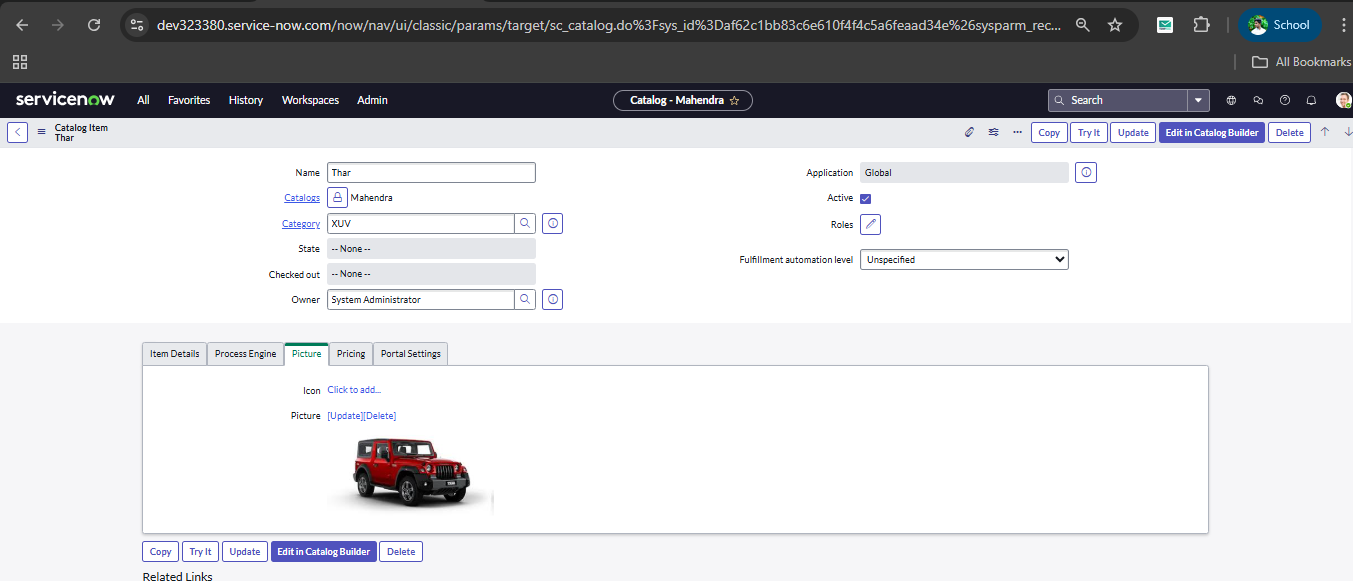 dev323380.service-now.com/now/nav/ui/classic/params/target/sc_catalog.do%3Fsys_id%3Daf62c1bb83c6e610f4f4c5a6feaad34e%26sysparm_rec...
School
All Bookmarks
servicenow All Favorites History Workspaces Admin Catalog - Mahendra Search
Catalog Item
Thar
Copy Try It Update Edit in Catalog Builder Delete
Name Thar
Application Global
Catalogs Mahendra
Active
Category XUV
Roles
State -- None --
Fulfillment automation level Unspecified
Checked out -- None --
Owner System Administrator
Item Details Process Engine Picture Pricing Portal Settings
Icon Click to add...
Picture [Update][Delete]
Copy Try It Update Edit in Catalog Builder Delete
Related Links